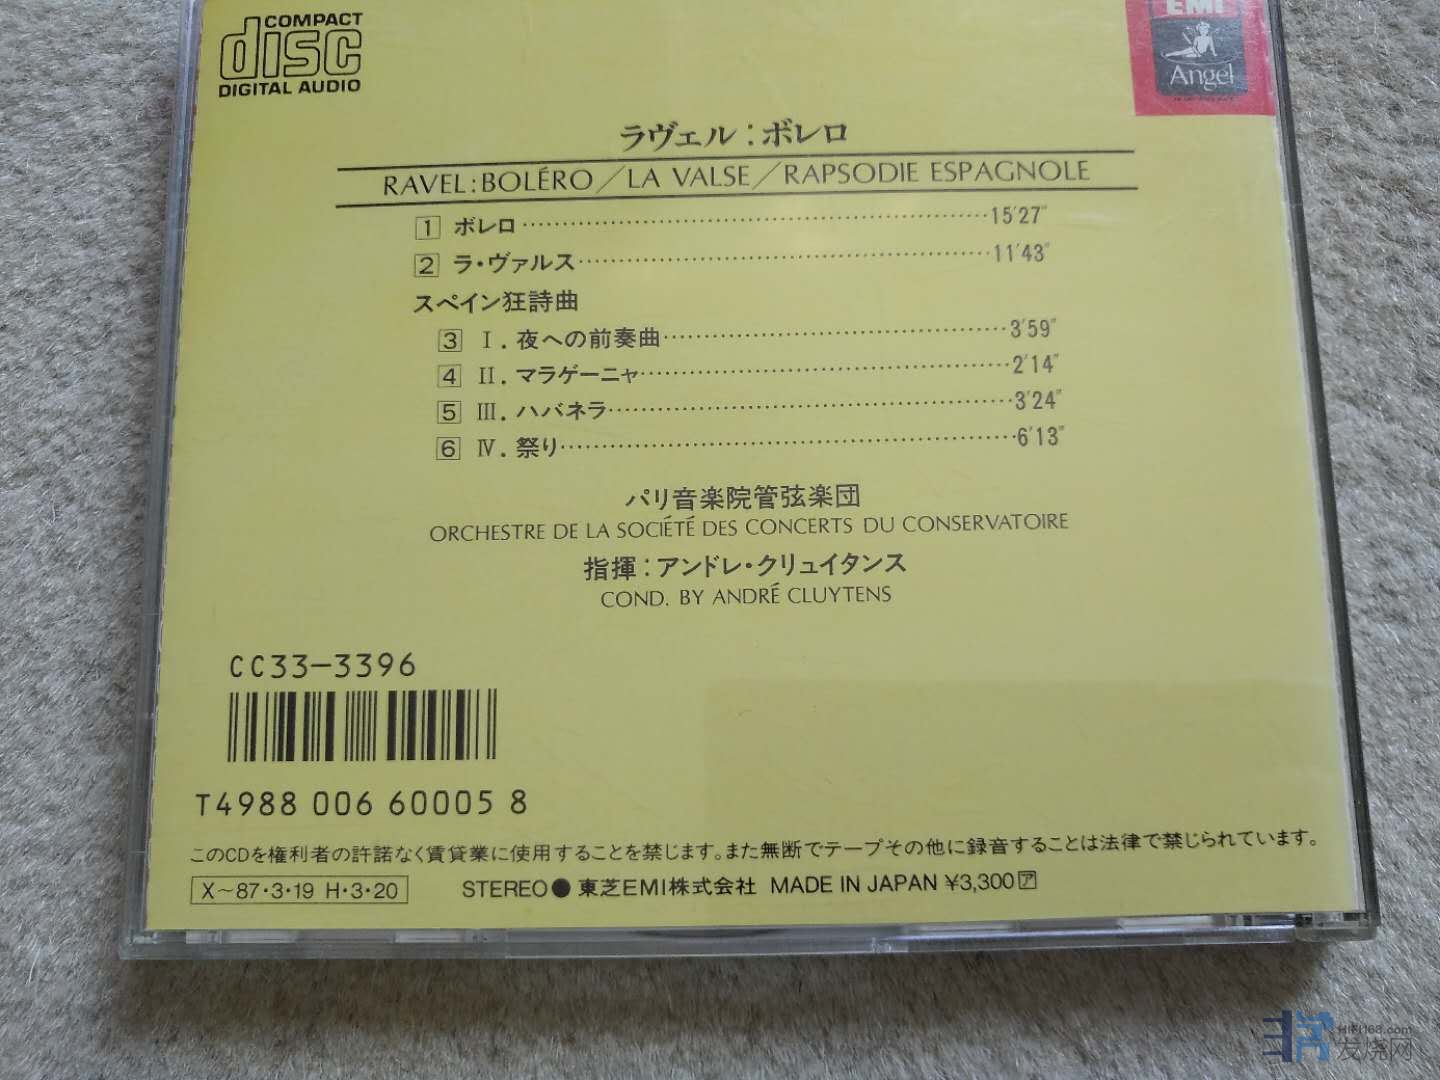 COMPACT
disc
DIGITAL AUDIO
EMI
Angel
ラヴェル：ボレロ
RAVEL:BOLÉRO／LA VALSE／RAPSODIE ESPAGNOLE
1 ボレロ……15′27″
2 ラ・ヴァルス……11′43″
スペイン狂詩曲
3 Ⅰ. 夜への前奏曲……3′59″
4 Ⅱ. マラゲーニャ……2′14″
5 Ⅲ. ハバネラ……3′24″
6 Ⅳ. 祭り……6′13″
パリ音楽院管弦楽団
ORCHESTRE DE LA SOCIÉTÉ DES CONCERTS DU CONSERVATOIRE
指揮：アンドレ・クリュイタンス
COND. BY ANDRÉ CLUYTENS
CC33-3396
T4988 006 60005 8
このCDを権利者の許諾なく賃貸業に使用することを禁じます。また無断でテープその他に録音することは法律で禁じられています。
X～87・3・19 H・3・20 STEREO● 東芝EMI株式会社 MADE IN JAPAN ¥3,300ア
HIFI168.com
发烧网